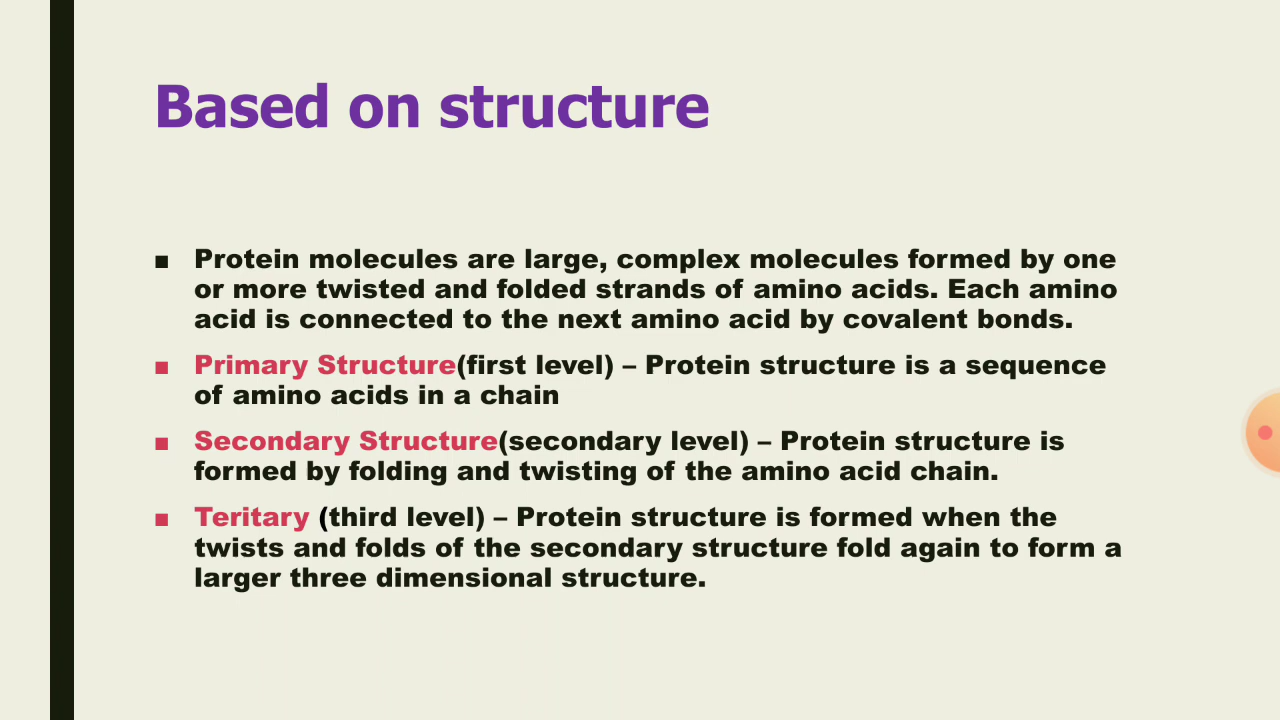 Based on structure
■ Protein molecules are large, complex molecules formed by one
or more twisted and folded strands of amino acids. Each amino
acid is connected to the next amino acid by covalent bonds.
■ Primary Structure(first level) – Protein structure is a sequence
of amino acids in a chain
■ Secondary Structure(secondary level) – Protein structure is
formed by folding and twisting of the amino acid chain.
■ Teritary (third level) – Protein structure is formed when the
twists and folds of the secondary structure fold again to form a
larger three dimensional structure.